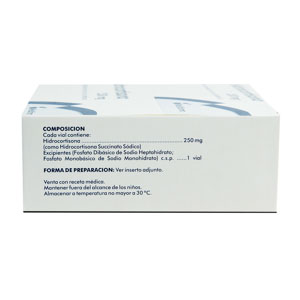 COMPOSICION
Cada vial contiene:
Hidrocortisona ........ 250 mg
(como Hidrocortisona Succinato Sódico)
Excipientes (Fosfato Dibásico de Sodio Heptahidrato;
Fosfato Monobásico de Sodio Monohidrato) c.s.p. ......1 vial
FORMA DE PREPARACION: Ver inserto adjunto.
Venta con receta médica.
Mantener fuera del alcance de los niños.
Almacenar a temperatura no mayor a 30 °C.